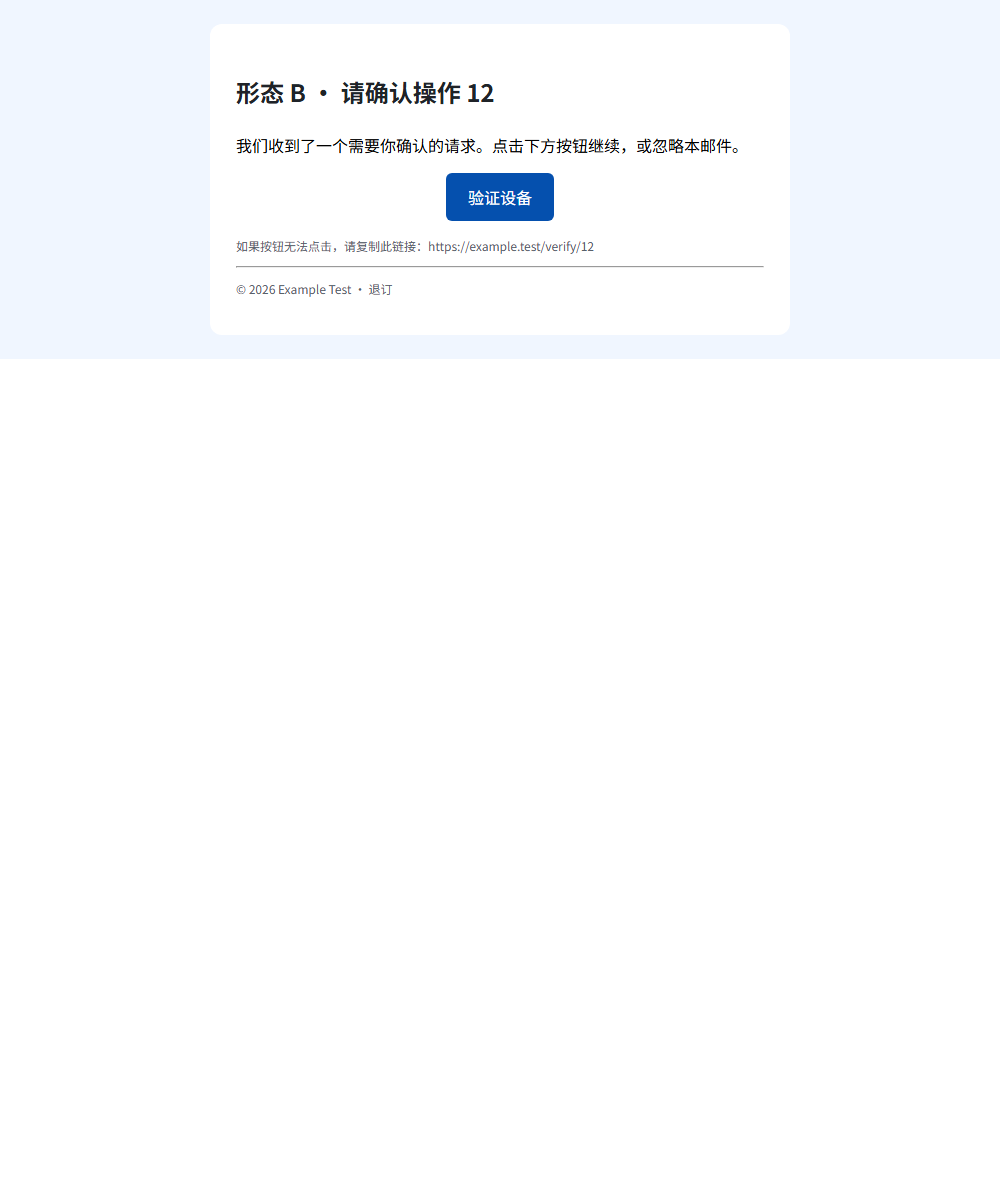 形态 B · 请确认操作 12
我们收到了一个需要你确认的请求。点击下方按钮继续，或忽略本邮件。
验证设备
如果按钮无法点击，请复制此链接：https://example.test/verify/12
© 2026 Example Test · 退订